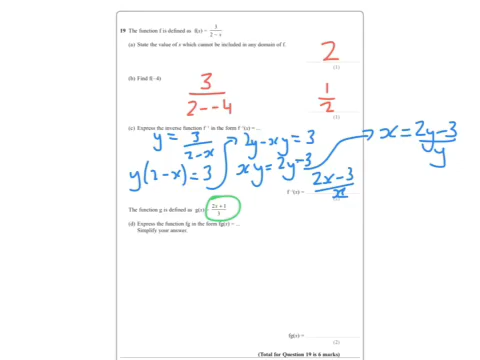 19 The function f is defined as f(x) = 3/(2 − x)
(a) State the value of x which cannot be included in any domain of f.
2
(1)
(b) Find f(−4)
3/(2--4)
1/2
(1)
(c) Express the inverse function f⁻¹ in the form f⁻¹(x) = ...
y = 3/(2-x)
y(2-x) = 3
2y-xy = 3
xy = 2y-3
x = (2y-3)/y
f⁻¹(x) = (2x-3)/x
The function g is defined as g(x) = (2x + 1)/3
(d) Express the function fg in the form fg(x) = ...
Simplify your answer.
fg(x) =
(2)
(Total for Question 19 is 6 marks)